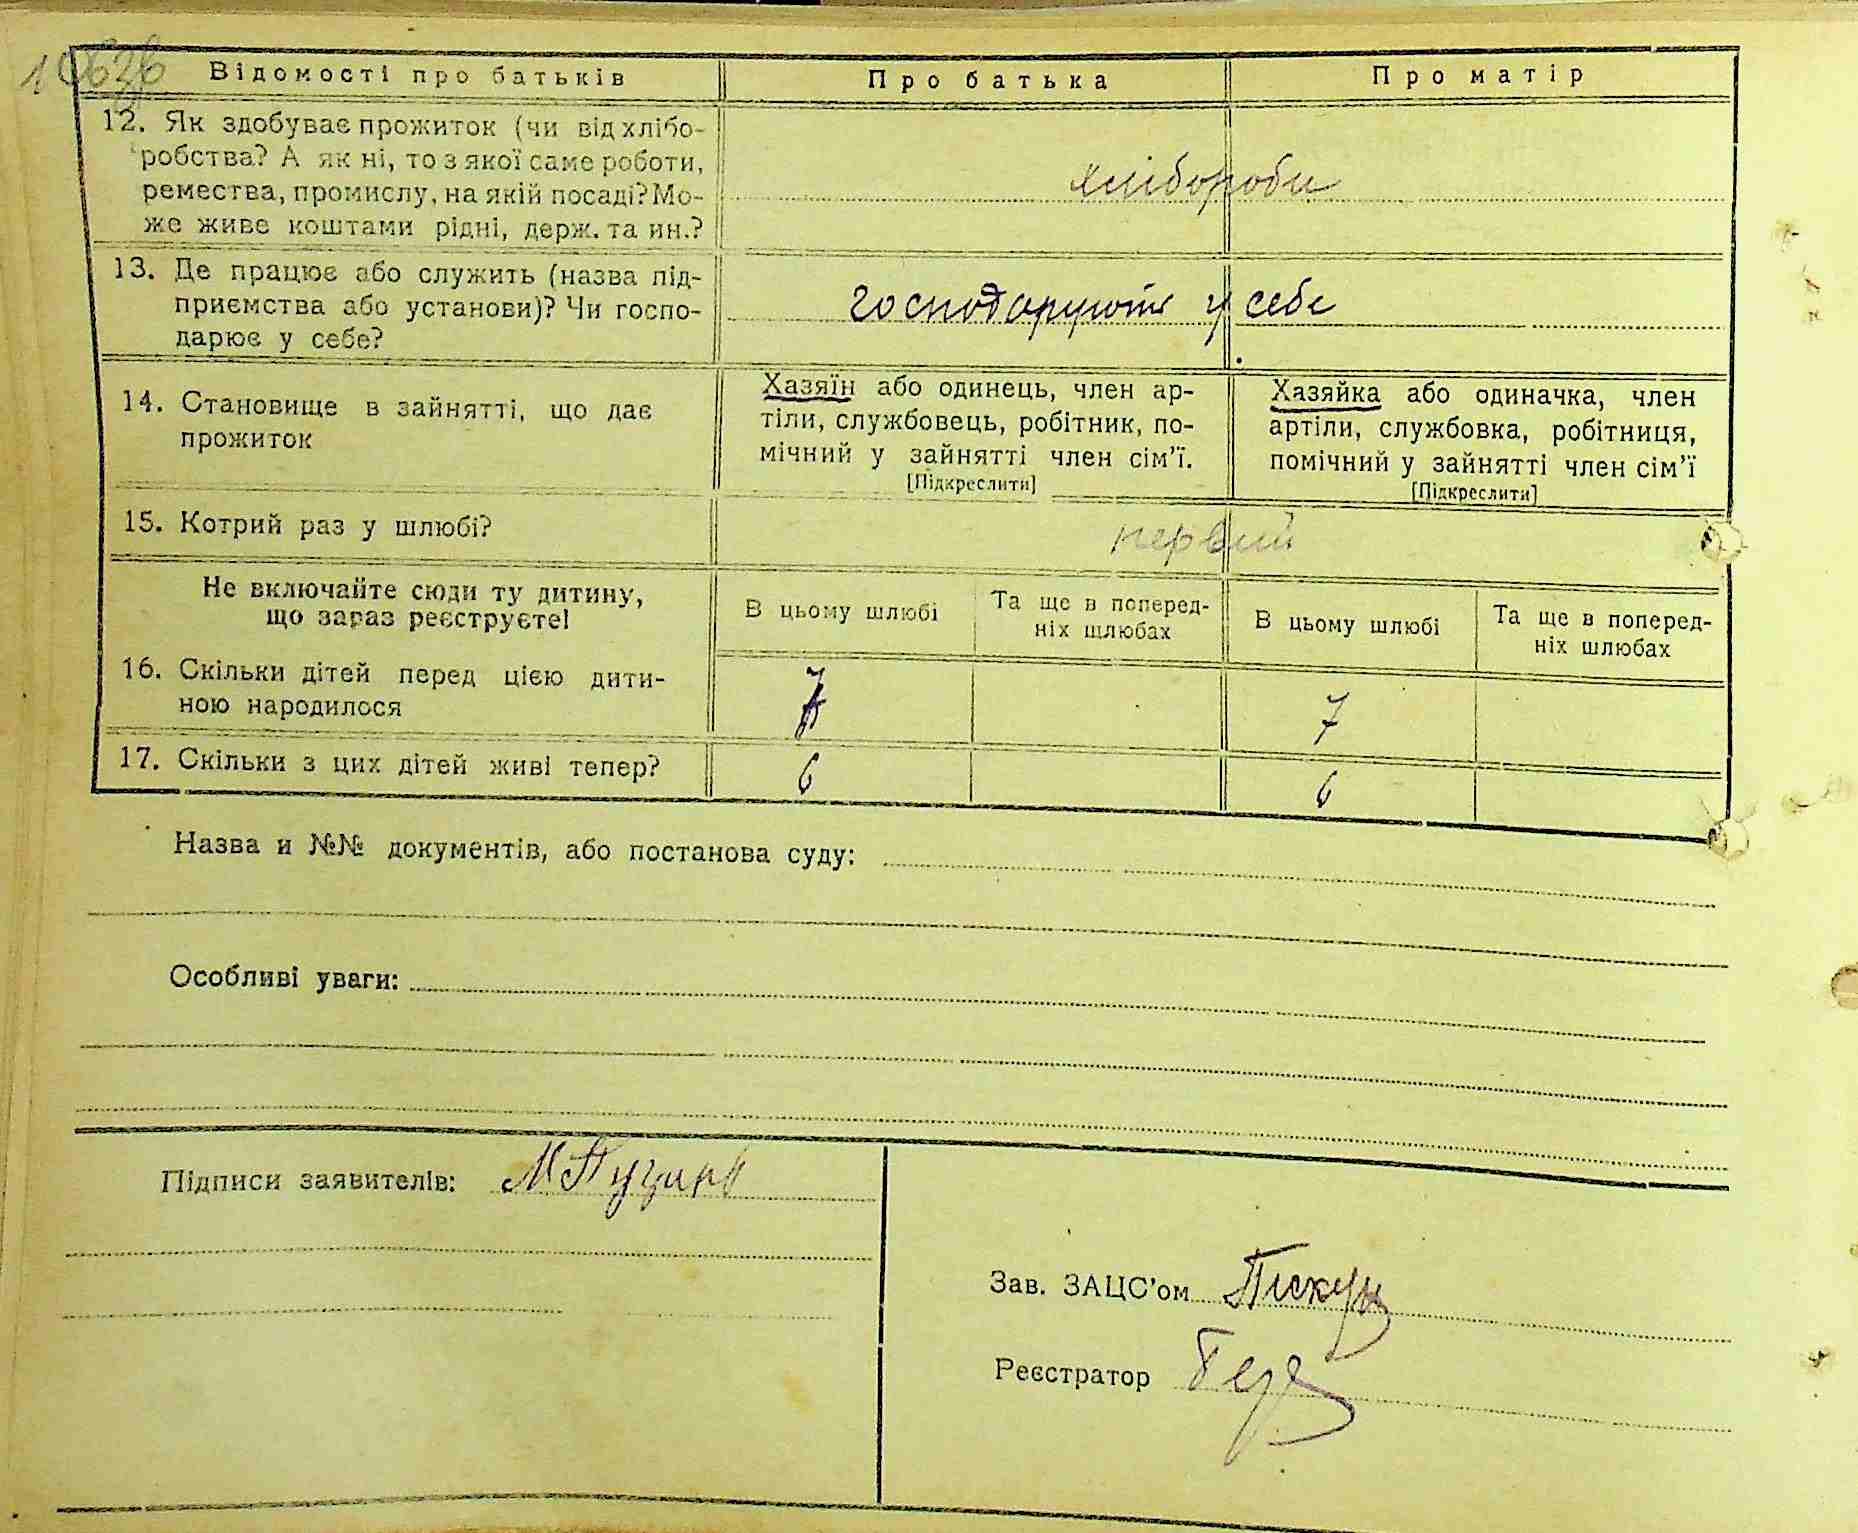 Відомості про батьків
Про батька
Про матір
12. Як здобуває прожиток (чи від хлібо-
робства? А як ні, то з якої саме роботи,
ремества, промислу, на якій посаді? Мо-
же живе коштами рідні, держ. та ин.?
хлібороби
13. Де працює або служить (назва під-
приємства або установи)? Чи госпо-
дарює у себе?
господарують у себе
14. Становище в зайнятті, що дає
прожиток
Хазяїн або одинець, член ар-
тіли, службовець, робітник, по-
мічний у зайнятті член сім’ї.
[Підкреслити]
Хазяйка або одиначка, член
артіли, службовка, робітниця,
помічний у зайнятті член сім’ї
[Підкреслити]
15. Котрий раз у шлюбі?
первий
Не включайте сюди ту дитину,
що зараз реєструєте!
В цьому шлюбі
Та ще в поперед-
ніх шлюбах
В цьому шлюбі
Та ще в поперед-
ніх шлюбах
16. Скільки дітей перед цією дити-
ною народилося
7
7
17. Скільки з цих дітей живі тепер?
6
6
Назва и №№ документів, або постанова суду:
Особливі уваги:
Підписи заявителів:
Зав. ЗАЦС’ом Пискун
Реєстратор